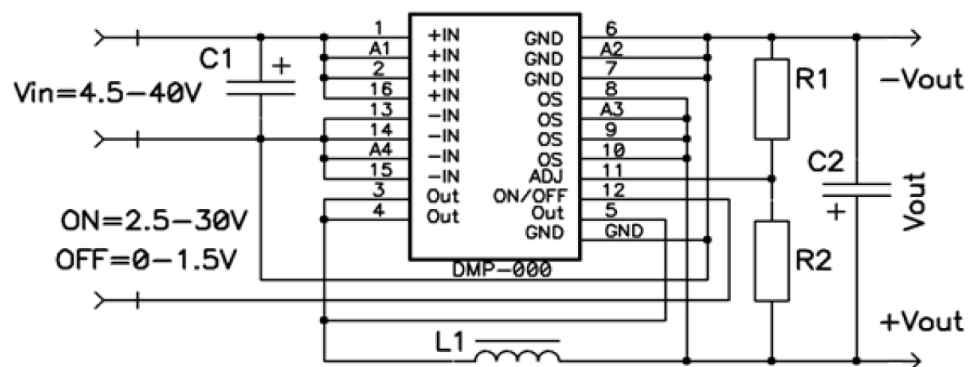 1 +IN GND 6
A1 +IN GND A2
2 +IN GND 7
16 +IN OS 8
13 -IN OS A3
14 -IN OS 9
A4 -IN OS 10
15 -IN ADJ 11
3 Out ON/OFF 12
4 Out Out 5
GND GND
DMP-000
C1 +
Vin=4.5-40V
ON=2.5-30V
OFF=0-1.5V
L1
R1
R2
C2
+
-Vout
Vout
+Vout